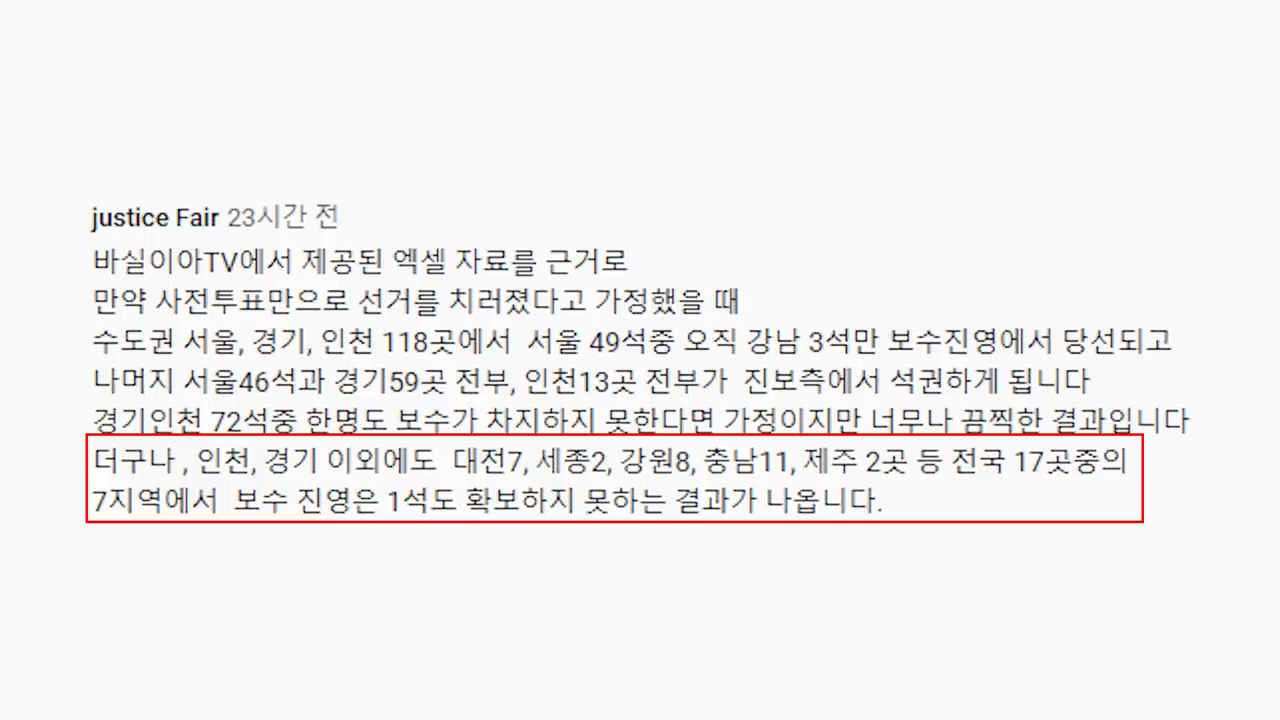 justice Fair 23시간 전
바실이아TV에서 제공된 엑셀 자료를 근거로
만약 사전투표만으로 선거를 치러졌다고 가정했을 때
수도권 서울, 경기, 인천 118곳에서 서울 49석중 오직 강남 3석만 보수진영에서 당선되고
나머지 서울46석과 경기59곳 전부, 인천13곳 전부가 진보측에서 석권하게 됩니다
경기인천 72석중 한명도 보수가 차지하지 못한다면 가정이지만 너무나 끔찍한 결과입니다
더구나 , 인천, 경기 이외에도 대전7, 세종2, 강원8, 충남11, 제주 2곳 등 전국 17곳중의
7지역에서 보수 진영은 1석도 확보하지 못하는 결과가 나옵니다.